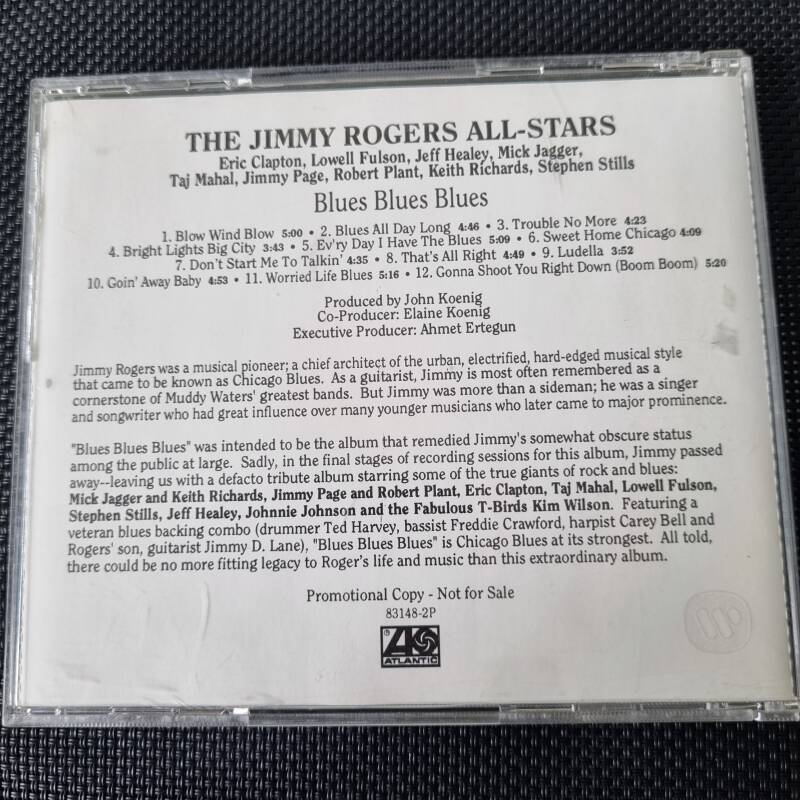 THE JIMMY ROGERS ALL-STARS
Eric Clapton, Lowell Fulson, Jeff Healey, Mick Jagger,
Taj Mahal, Jimmy Page, Robert Plant, Keith Richards, Stephen Stills
Blues Blues Blues
1. Blow Wind Blow 5:00 • 2. Blues All Day Long 4:46 • 3. Trouble No More 4:23
4. Bright Lights Big City 3:43 • 5. Ev'ry Day I Have The Blues 5:09 • 6. Sweet Home Chicago 4:09
7. Don't Start Me To Talkin' 4:35 • 8. That's All Right 4:49 • 9. Ludella 3:52
10. Goin' Away Baby 4:53 • 11. Worried Life Blues 5:16 • 12. Gonna Shoot You Right Down (Boom Boom) 5:20
Produced by John Koenig
Co-Producer: Elaine Koenig
Executive Producer: Ahmet Ertegun
Jimmy Rogers was a musical pioneer; a chief architect of the urban, electrified, hard-edged musical style
that came to be known as Chicago Blues. As a guitarist, Jimmy is most often remembered as a
cornerstone of Muddy Waters' greatest bands. But Jimmy was more than a sideman; he was a singer
and songwriter who had great influence over many younger musicians who later came to major prominence.
"Blues Blues Blues" was intended to be the album that remedied Jimmy's somewhat obscure status
among the public at large. Sadly, in the final stages of recording sessions for this album, Jimmy passed
away--leaving us with a defacto tribute album starring some of the true giants of rock and blues:
Mick Jagger and Keith Richards, Jimmy Page and Robert Plant, Eric Clapton, Taj Mahal, Lowell Fulson,
Stephen Stills, Jeff Healey, Johnnie Johnson and the Fabulous T-Birds Kim Wilson. Featuring a
veteran blues backing combo (drummer Ted Harvey, bassist Freddie Crawford, harpist Carey Bell and
Rogers' son, guitarist Jimmy D. Lane), "Blues Blues Blues" is Chicago Blues at its strongest. All told,
there could be no more fitting legacy to Roger's life and music than this extraordinary album.
Promotional Copy - Not for Sale
83148-2P
®
ATLANTIC